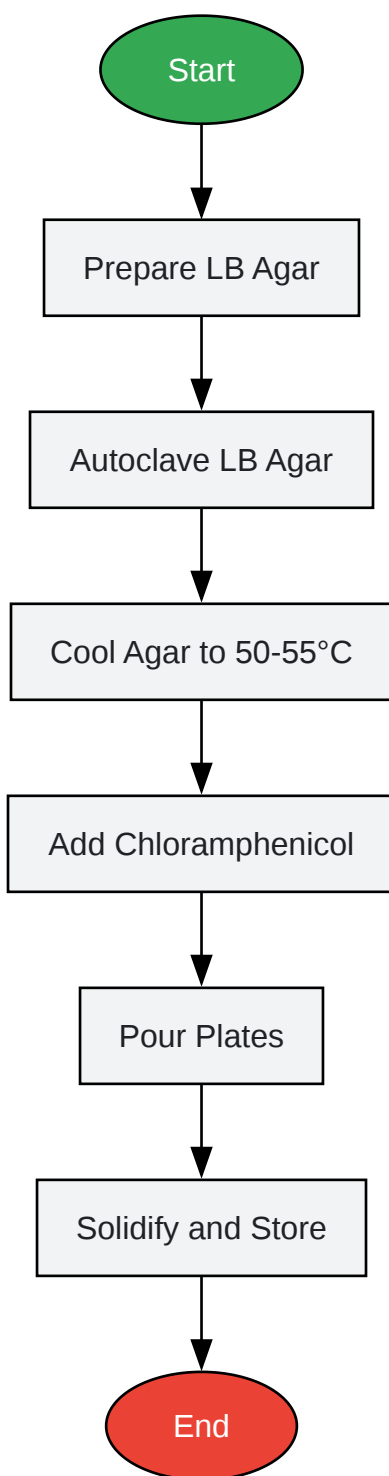 Start
Prepare LB Agar
Autoclave LB Agar
Cool Agar to 50-55°C
Add Chloramphenicol
Pour Plates
Solidify and Store
End